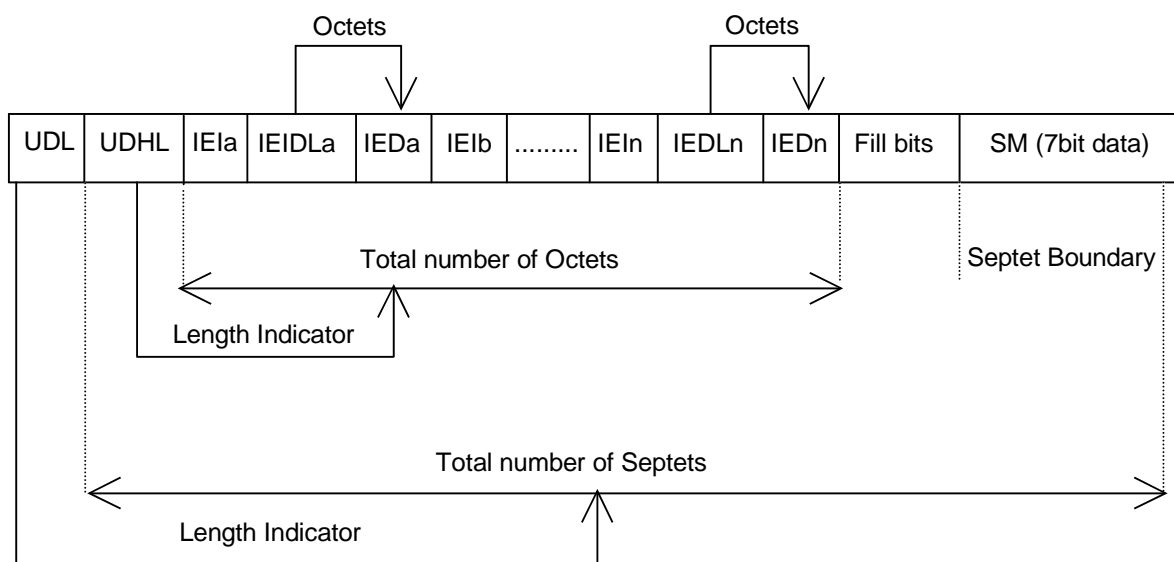 Octets Octets
UDL UDHL IEIa IEIDLa IEDa IEIb ......... IEIn IEDLn IEDn Fill bits SM (7bit data)
Total number of Octets
Septet Boundary
Length Indicator
Total number of Septets
Length Indicator